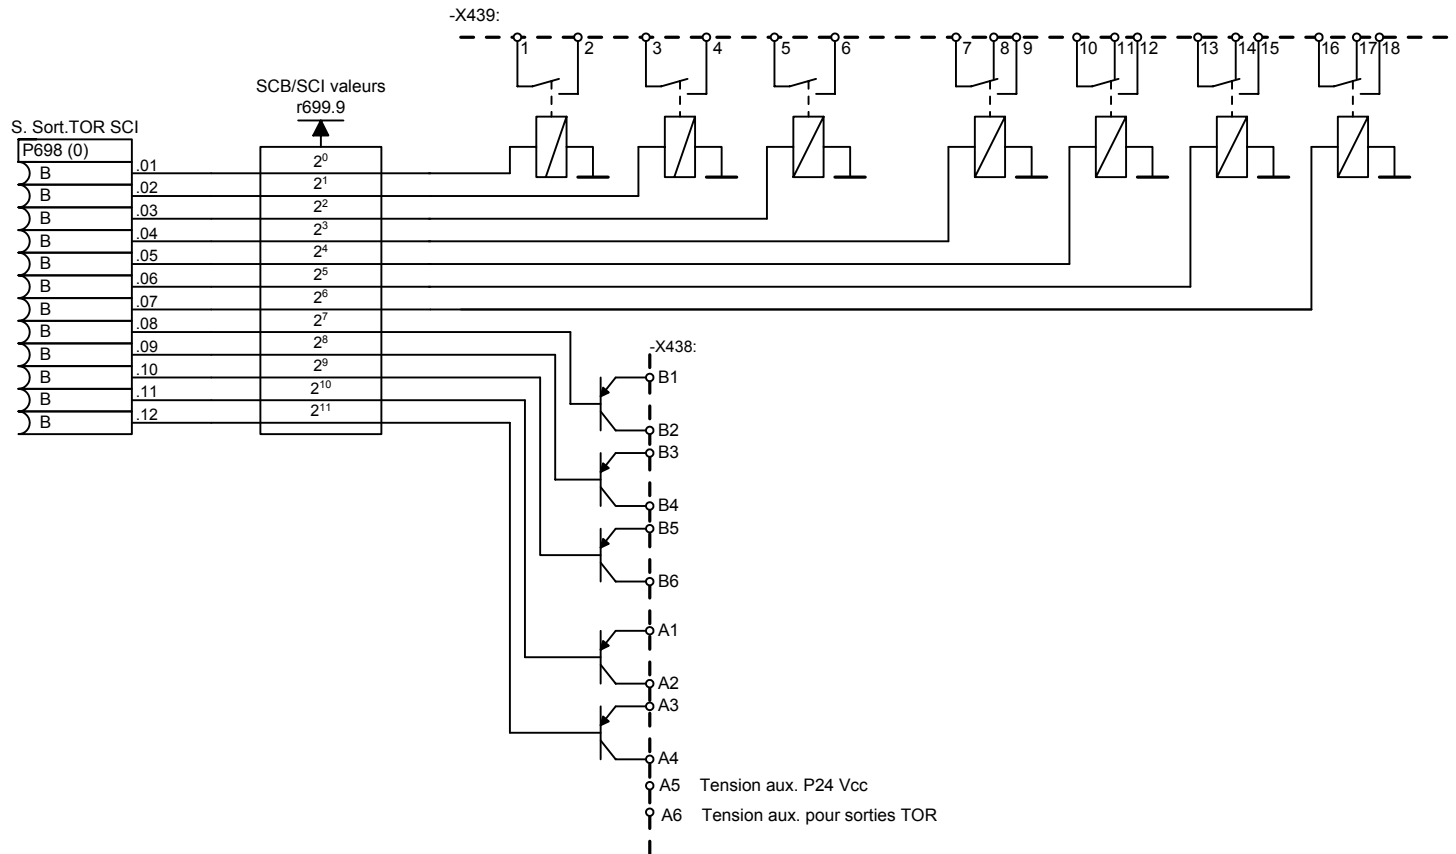 -X439:
1 2 3 4 5 6 7 8 9 10 11 12 13 14 15 16 17 18
SCB/SCI valeurs
r699.9
S. Sort.TOR SCI
P698 (0)
B .01 2⁰
B .02 2¹
B .03 2²
B .04 2³
B .05 2⁴
B .06 2⁵
B .07 2⁶
B .08 2⁷
B .09 2⁸
B .10 2⁹
B .11 2¹⁰
B .12 2¹¹
-X438:
B1
B2
B3
B4
B5
B6
A1
A2
A3
A4
A5 Tension aux. P24 Vcc
A6 Tension aux. pour sorties TOR